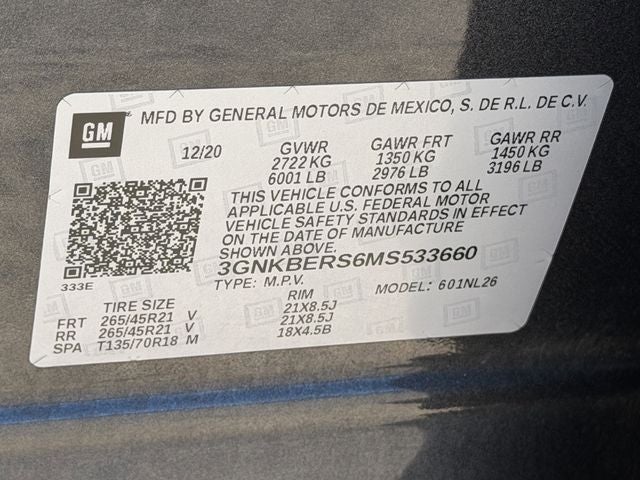 GM
MFD BY GENERAL MOTORS DE MEXICO, S. DE R.L. DE C.V.
12/20 GVWR GAWR FRT GAWR RR
2722 KG 1350 KG 1450 KG
6001 LB 2976 LB 3196 LB
THIS VEHICLE CONFORMS TO ALL
APPLICABLE U.S. FEDERAL MOTOR
VEHICLE SAFETY STANDARDS IN EFFECT
ON THE DATE OF MANUFACTURE
SHOWN ABOVE.
3GNKBERS6MS533660
333E
TYPE: M.P.V. MODEL: 601NL26
TIRE SIZE RIM
FRT 265/45R21 V 21X8.5J
RR 265/45R21 V 21X8.5J
SPA T135/70R18 M 18X4.5B